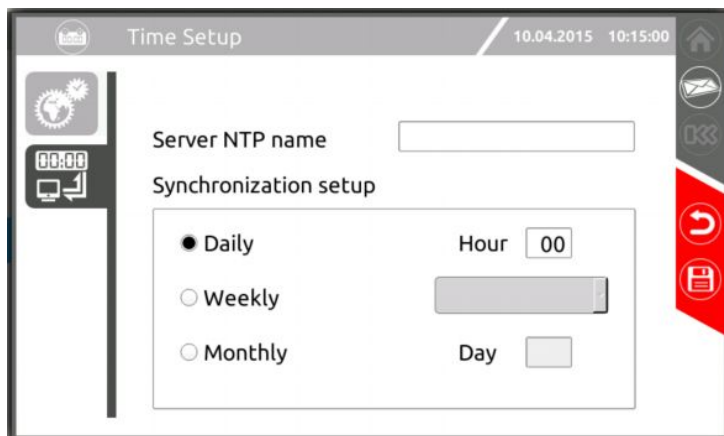 Time Setup
10.04.2015 10:15:00
00:00
Server NTP name
Synchronization setup
Daily
Hour 00
Weekly
Monthly
Day